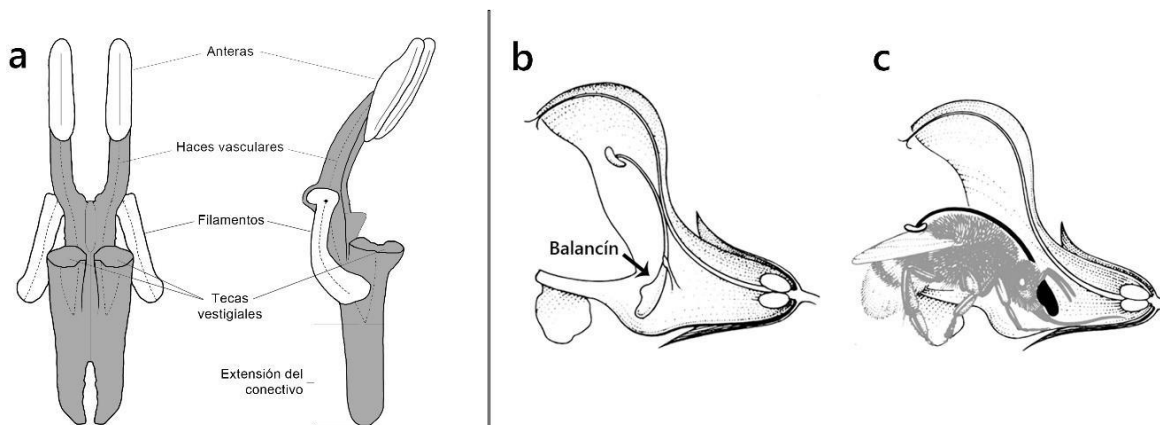 a
Anteras
Haces vasculares
Filamentos
Tecas
vestigiales
Extensión del
conectivo
b
Balancín
c